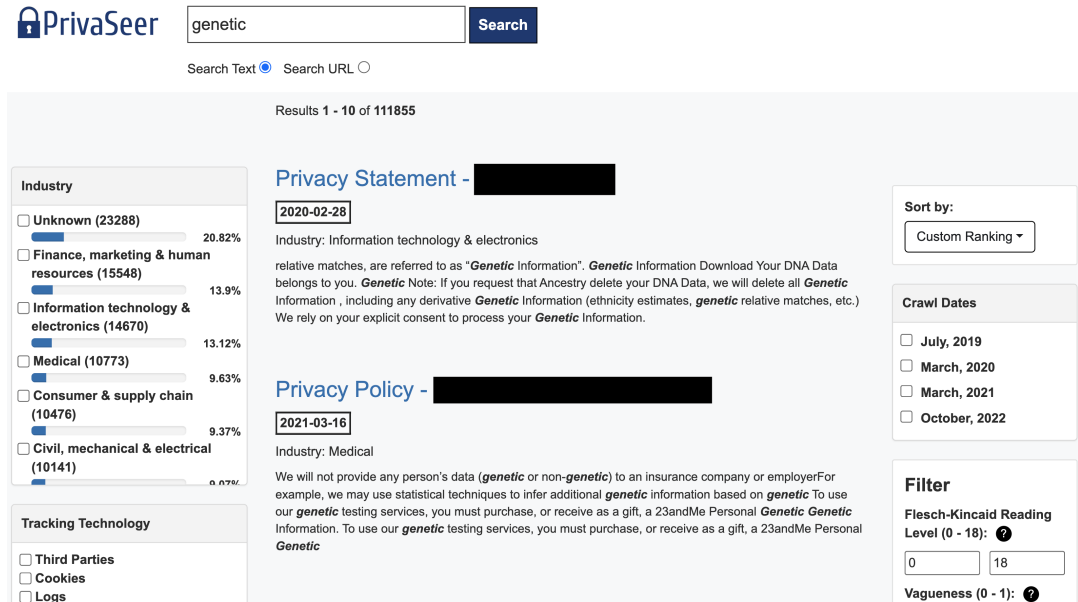 PrivaSeer
genetic
Search
Search Text Search URL
Results 1 - 10 of 111855
Industry
Unknown (23288)
20.82%
Finance, marketing & human
resources (15548)
13.9%
Information technology &
electronics (14670)
13.12%
Medical (10773)
9.63%
Consumer & supply chain
(10476)
9.37%
Civil, mechanical & electrical
(10141)
9.07%
Tracking Technology
Third Parties
Cookies
Logs
Privacy Statement -
2020-02-28
Industry: Information technology & electronics
relative matches, are referred to as “Genetic Information”. Genetic Information Download Your DNA Data
belongs to you. Genetic Note: If you request that Ancestry delete your DNA Data, we will delete all Genetic
Information , including any derivative Genetic Information (ethnicity estimates, genetic relative matches, etc.)
We rely on your explicit consent to process your Genetic Information.
Privacy Policy -
2021-03-16
Industry: Medical
We will not provide any person’s data (genetic or non-genetic) to an insurance company or employerFor
example, we may use statistical techniques to infer additional genetic information based on genetic To use
our genetic testing services, you must purchase, or receive as a gift, a 23andMe Personal Genetic Genetic
Information. To use our genetic testing services, you must purchase, or receive as a gift, a 23andMe Personal
Genetic
Sort by:
Custom Ranking
Crawl Dates
July, 2019
March, 2020
March, 2021
October, 2022
Filter
Flesch-Kincaid Reading
Level (0 - 18): ?
0 18
Vagueness (0 - 1): ?